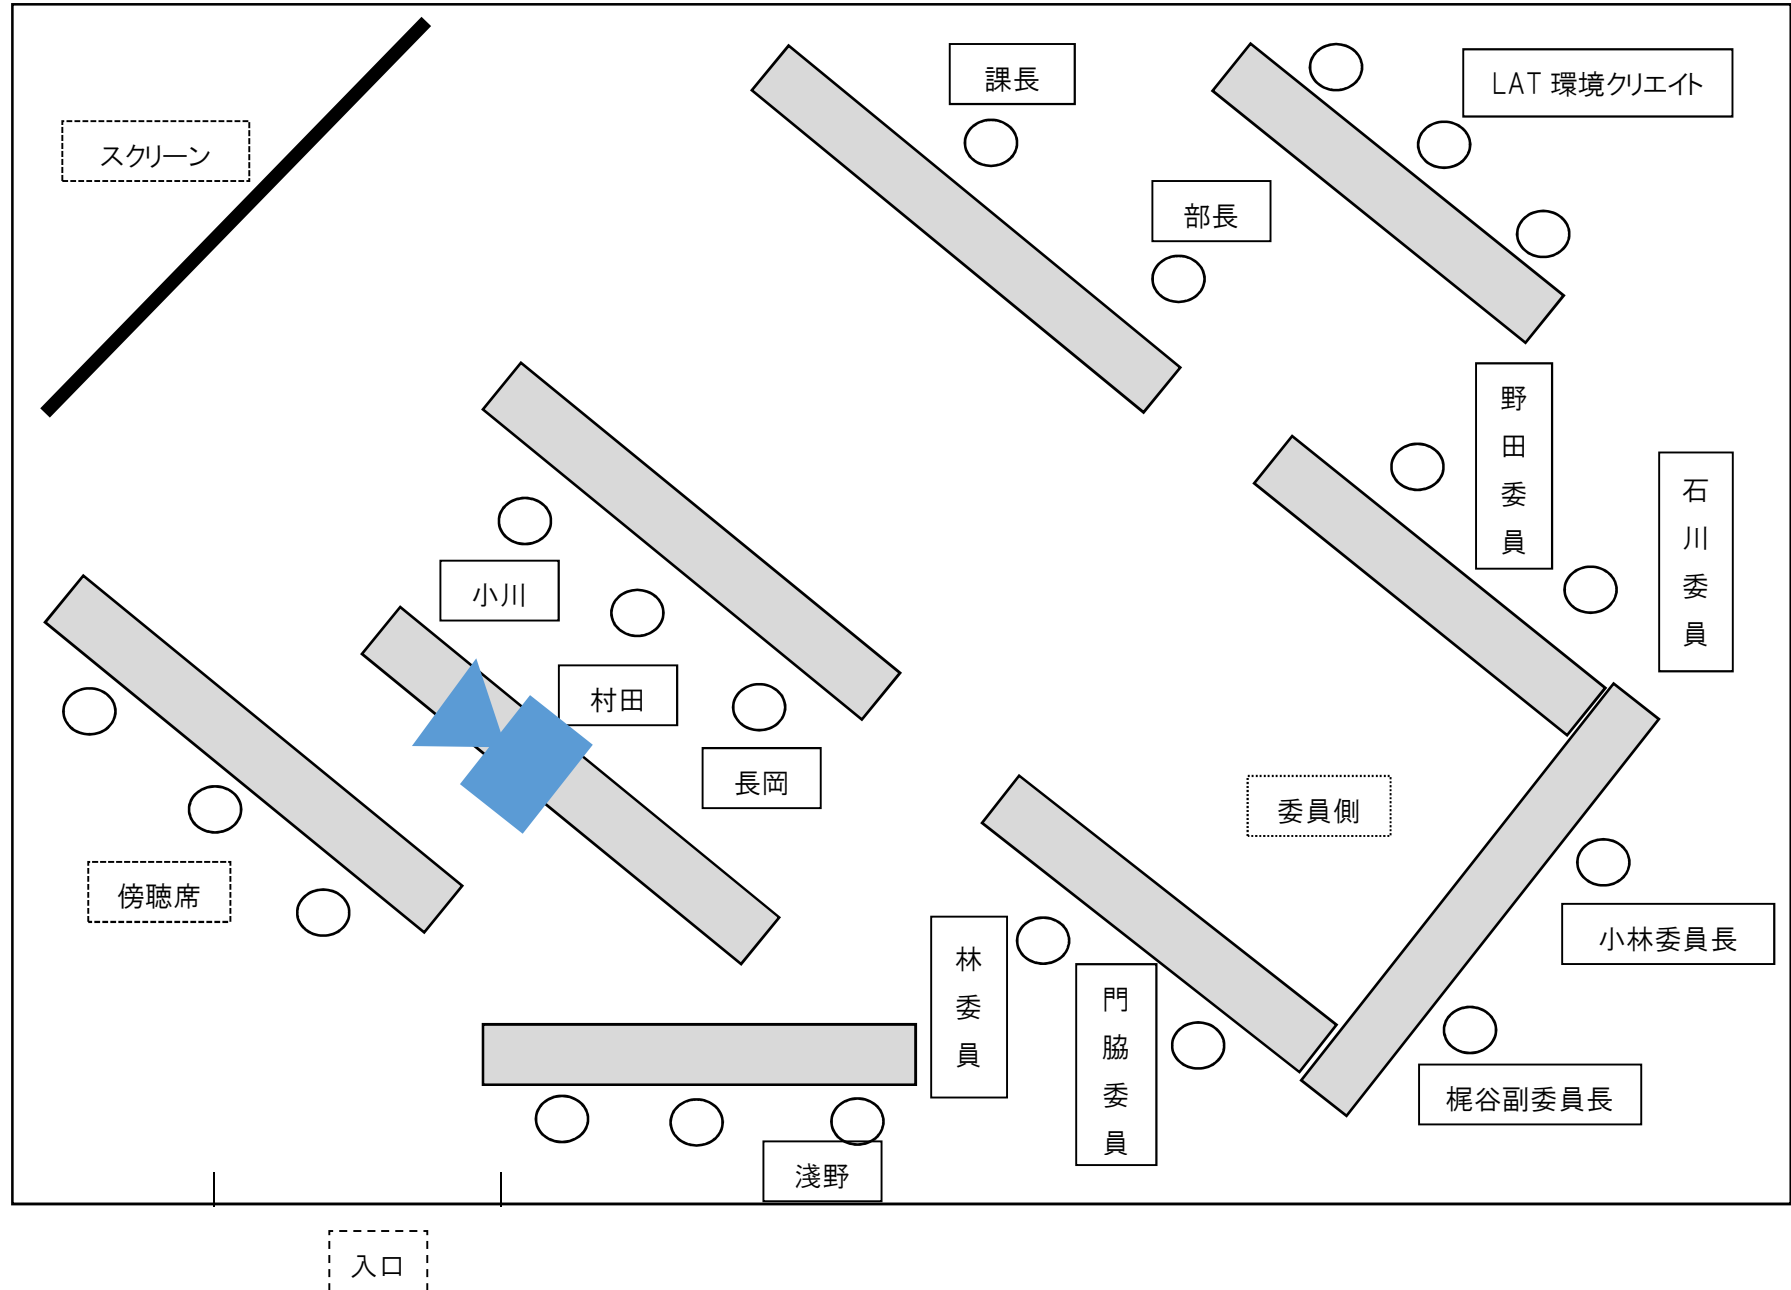 課長
LAT 環境クリエイト
スクリーン
部長
野田委員
石川委員
小川
村田
長岡
委員側
傍聴席
林委員
門脇委員
小林委員長
梶谷副委員長
淺野
入口